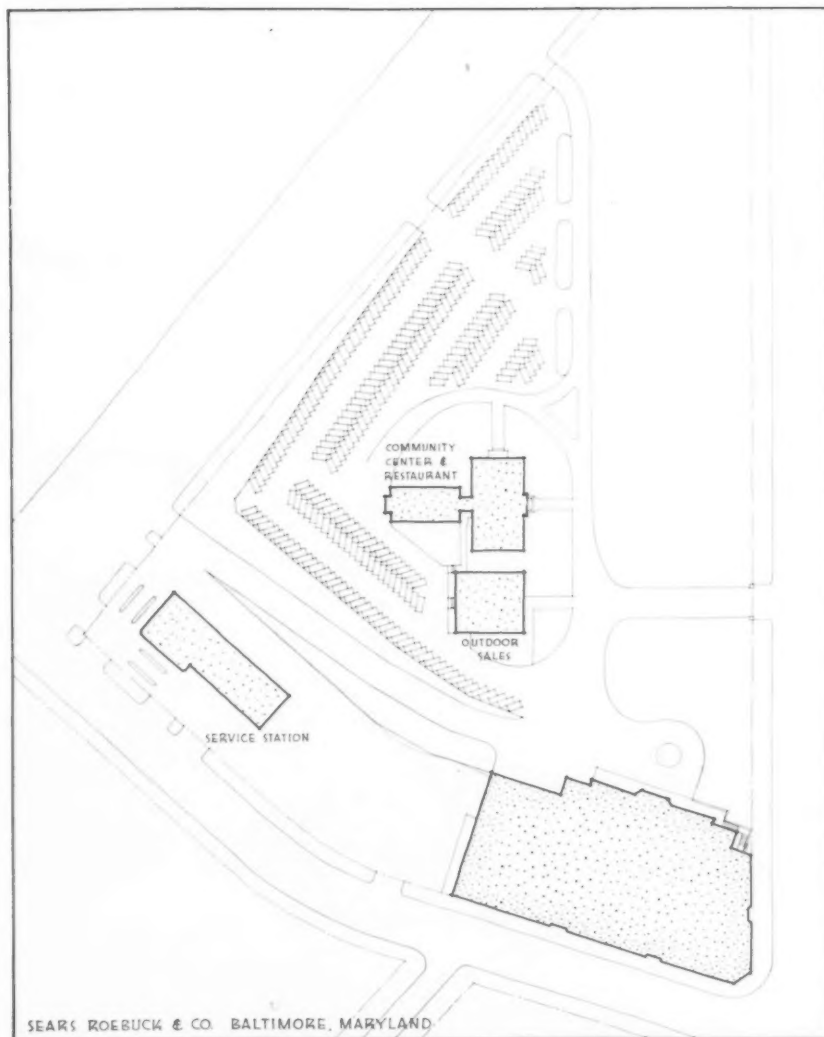 COMMUNITY
CENTER &
RESTAURANT
OUTDOOR
SALES
SERVICE STATION
SEARS ROEBUCK & CO. BALTIMORE, MARYLAND